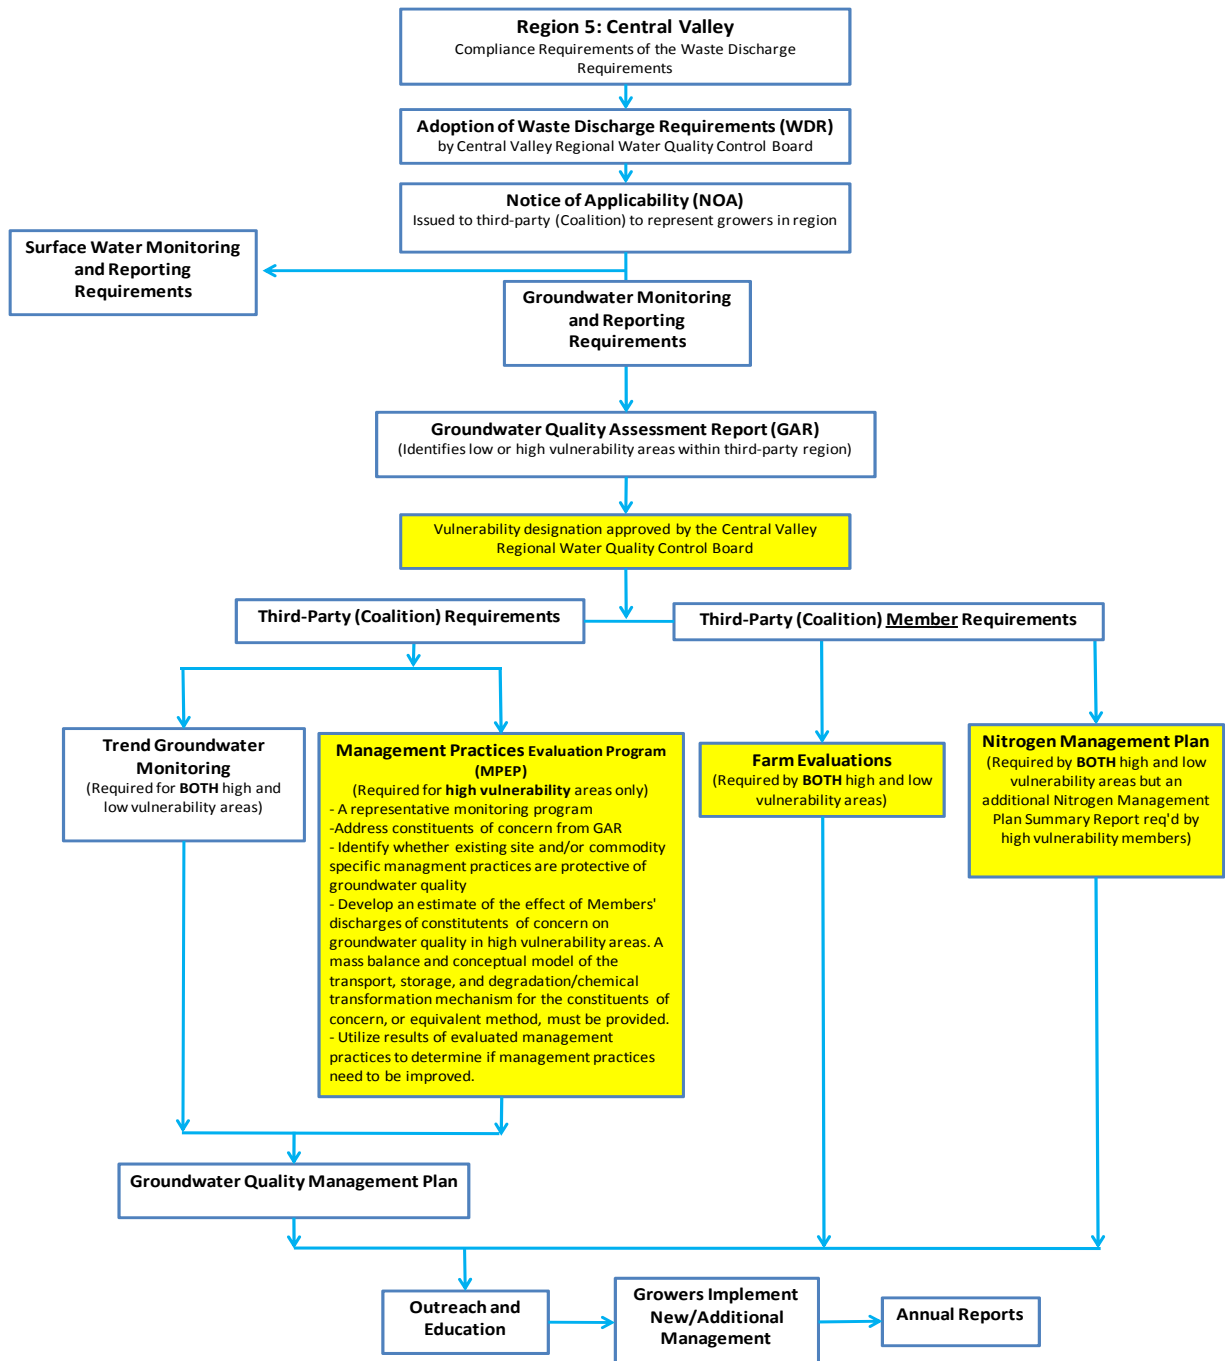 Region 5: Central Valley
Compliance Requirements of the Waste Discharge
Requirements
Adoption of Waste Discharge Requirements (WDR)
by Central Valley Regional Water Quality Control Board
Notice of Applicability (NOA)
Issued to third-party (Coalition) to represent growers in region
Surface Water Monitoring
and Reporting
Requirements
Groundwater Monitoring
and Reporting
Requirements
Groundwater Quality Assessment Report (GAR)
(Identifies low or high vulnerability areas within third-party region)
Vulnerability designation approved by the Central Valley
Regional Water Quality Control Board
Third-Party (Coalition) Requirements
Third-Party (Coalition) Member Requirements
Trend Groundwater
Monitoring
(Required for BOTH high and
low vulnerability areas)
Management Practices Evaluation Program
(MPEP)
(Required for high vulnerability areas only)
- A representative monitoring program
-Address constituents of concern from GAR
- Identify whether existing site and/or commodity
specific managment practices are protective of
groundwater quality
- Develop an estimate of the effect of Members'
discharges of constitutents of concern on
groundwater quality in high vulnerability areas. A
mass balance and conceptual model of the
transport, storage, and degradation/chemical
transformation mechanism for the constituents of
concern, or equivalent method, must be provided.
- Utilize results of evaluated management
practices to determine if management practices
need to be improved.
Farm Evaluations
(Required by BOTH high and low
vulnerability areas)
Nitrogen Management Plan
(Required by BOTH high and low
vulnerability areas but an
additional Nitrogen Management
Plan Summary Report req'd by
high vulnerability members)
Groundwater Quality Management Plan
Outreach and
Education
Growers Implement
New/Additional
Management
Annual Reports